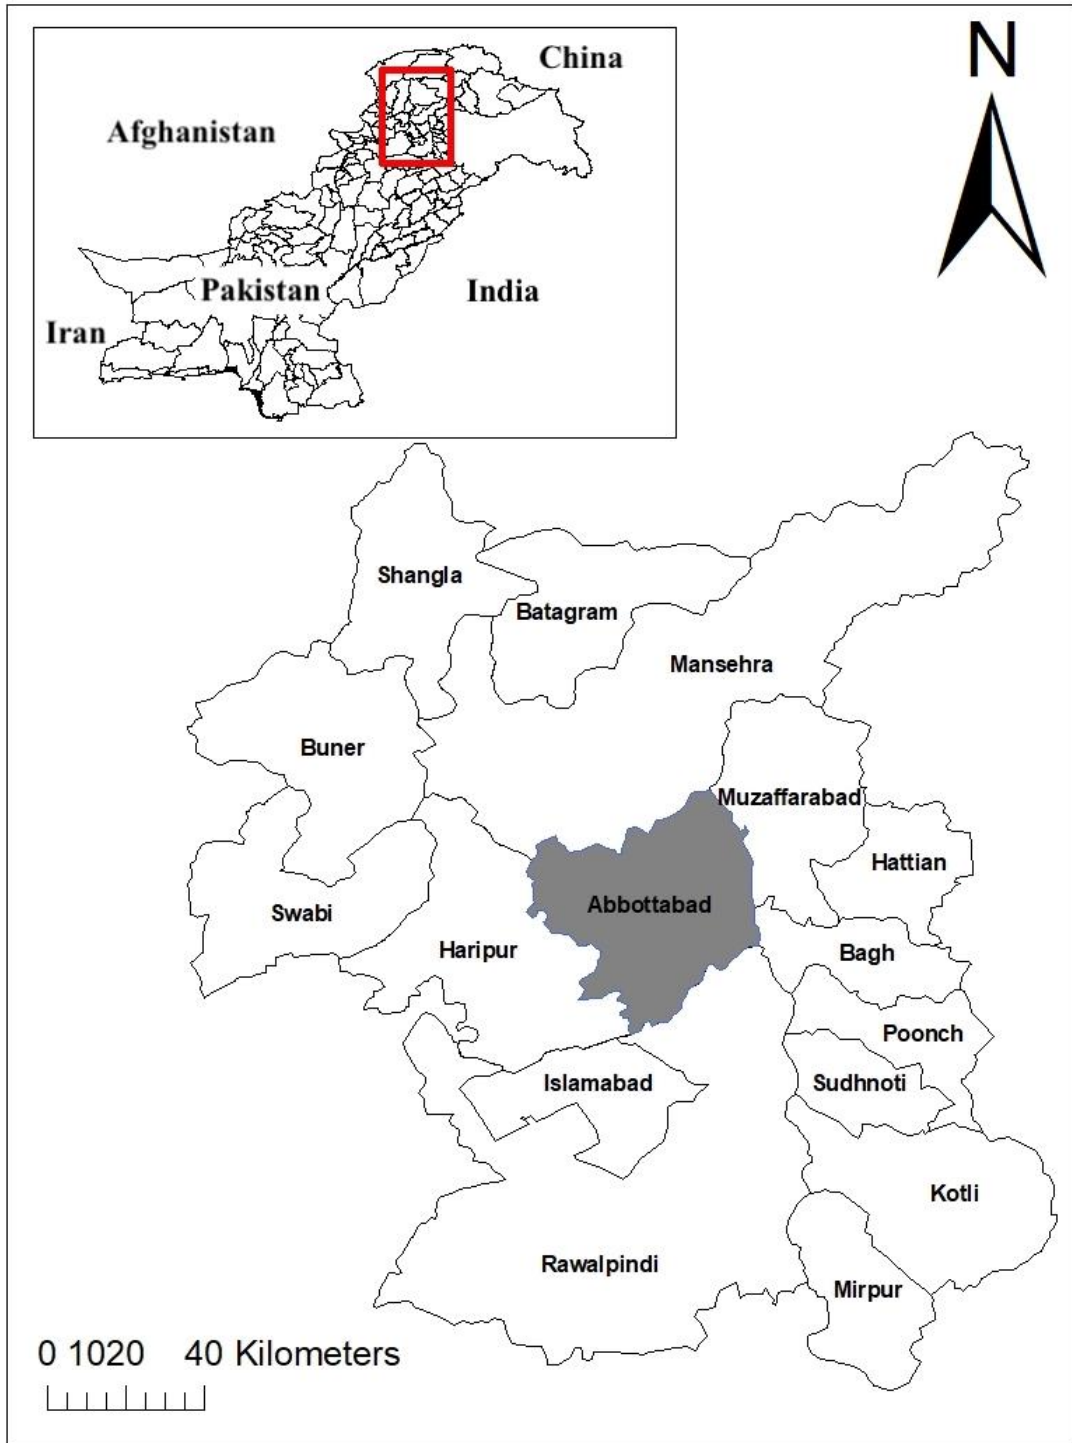 N
China
Afghanistan
Pakistan
India
Iran
Shangla
Batagram
Mansehra
Buner
Muzaffarabad
Hattian
Abbottabad
Swabi
Haripur
Bagh
Poonch
Islamabad
Sudhnoti
Kotli
Rawalpindi
Mirpur
0 1020 40 Kilometers